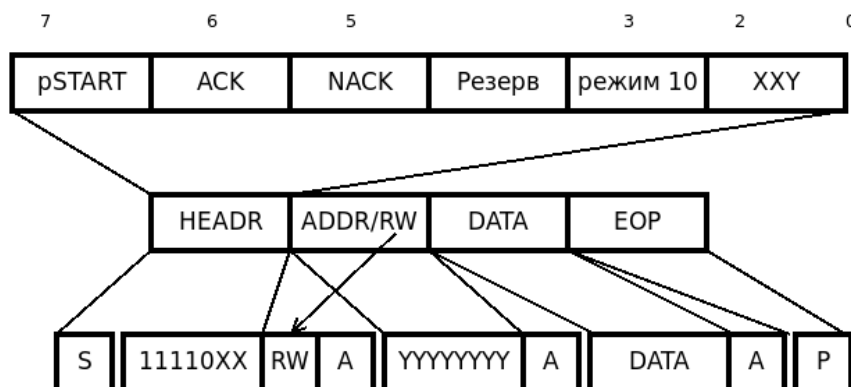 7 6 5 3 2 0
pSTART ACK NACK Резерв режим 10 XXY
HEADR ADDR/RW DATA EOP
S 11110XX RW A YYYYYYYY A DATA A P